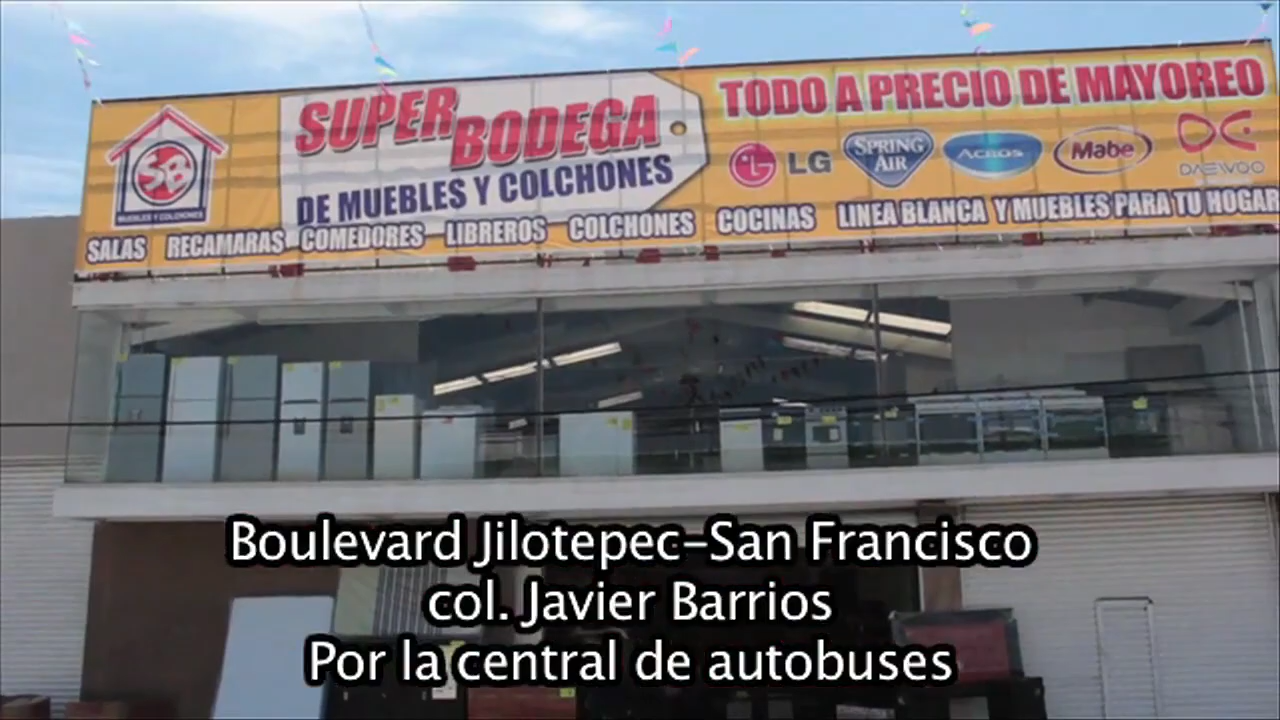 SB
MUEBLES Y COLCHONES
SUPER BODEGA
DE MUEBLES Y COLCHONES
TODO A PRECIO DE MAYOREO
LG LG
SPRING AIR
Acros
Mabe
DAEWOO
SALAS RECAMARAS COMEDORES LIBREROS COLCHONES COCINAS LINEA BLANCA Y MUEBLES PARA TU HOGAR
Boulevard Jilotepec-San Francisco
col. Javier Barrios
Por la central de autobuses